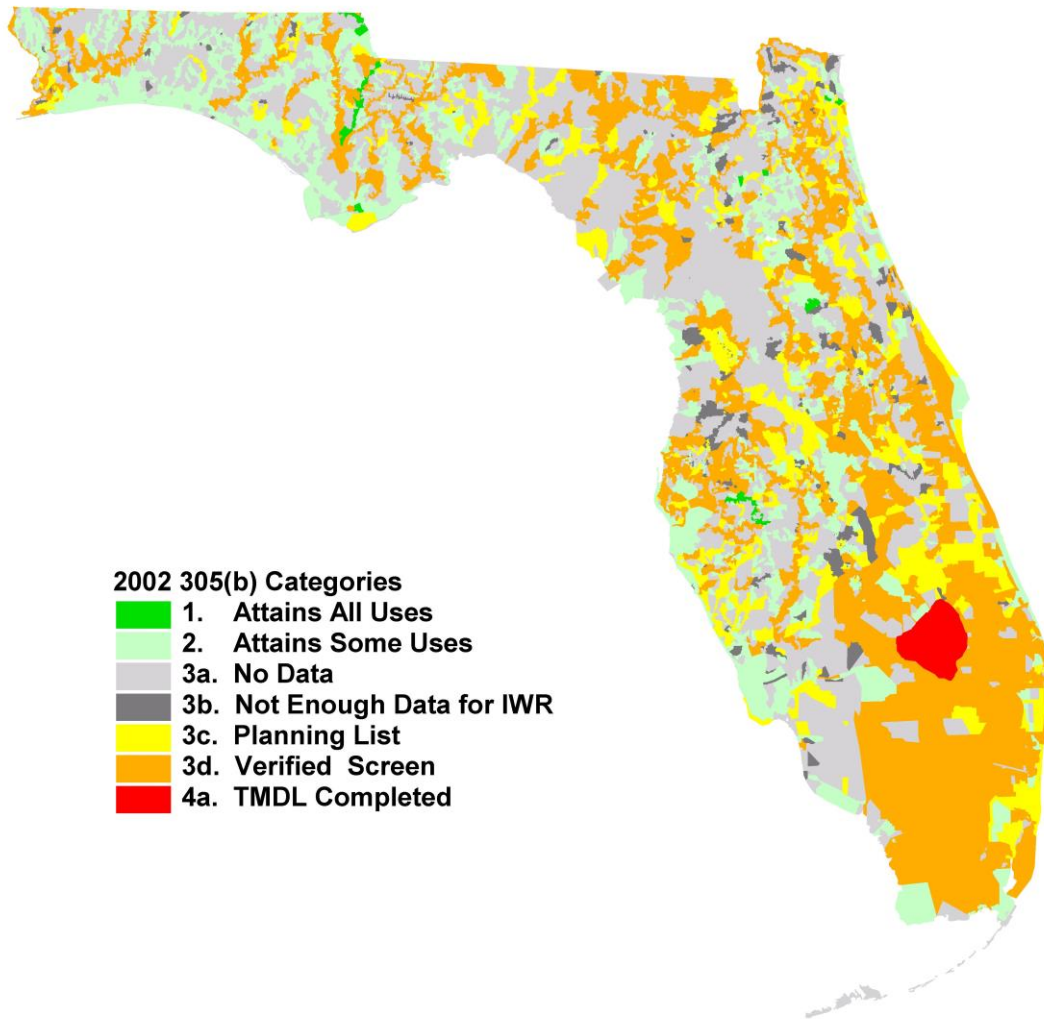 2002 305(b) Categories
1. Attains All Uses
2. Attains Some Uses
3a. No Data
3b. Not Enough Data for IWR
3c. Planning List
3d. Verified Screen
4a. TMDL Completed